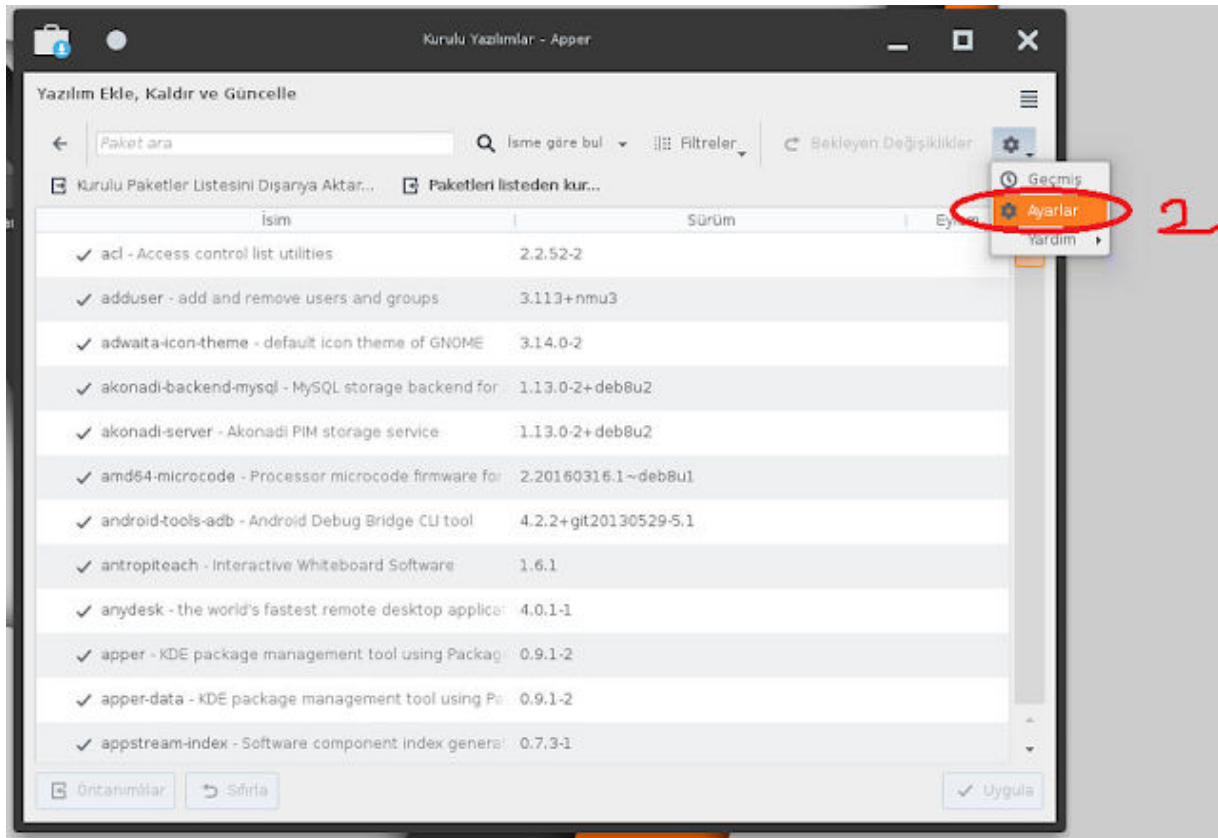 Kurulu Yazılımlar - Apper
Yazılım Ekle, Kaldır ve Güncelle
Paket ara
İsme göre bul
Filtreler
Bekleyen Değişiklikler
Kurulu Paketler Listesini Dışarıya Aktar...
Paketleri listeden kur...
Geçmiş
Ayarlar
Yardım
2
İsim Sürüm
acl - Access control list utilities 2.2.52-2
adduser - add and remove users and groups 3.113+nmu3
adwaita-icon-theme - default icon theme of GNOME 3.14.0-2
akonadi-backend-mysql - MySQL storage backend for 1.13.0-2+deb8u2
akonadi-server - Akonadi PIM storage service 1.13.0-2+deb8u2
amd64-microcode - Processor microcode firmware for 2.20160316.1~deb8u1
android-tools-adb - Android Debug Bridge CLI tool 4.2.2+git20130529-5.1
antropiteach - Interactive Whiteboard Software 1.6.1
anydesk - the world's fastest remote desktop applica 4.0.1-1
apper - KDE package management tool using Packag 0.9.1-2
apper-data - KDE package management tool using Pa 0.9.1-2
appstream-index - Software component index genera 0.7.3-1
Öntanımlılar
Sıfırla
Uygula